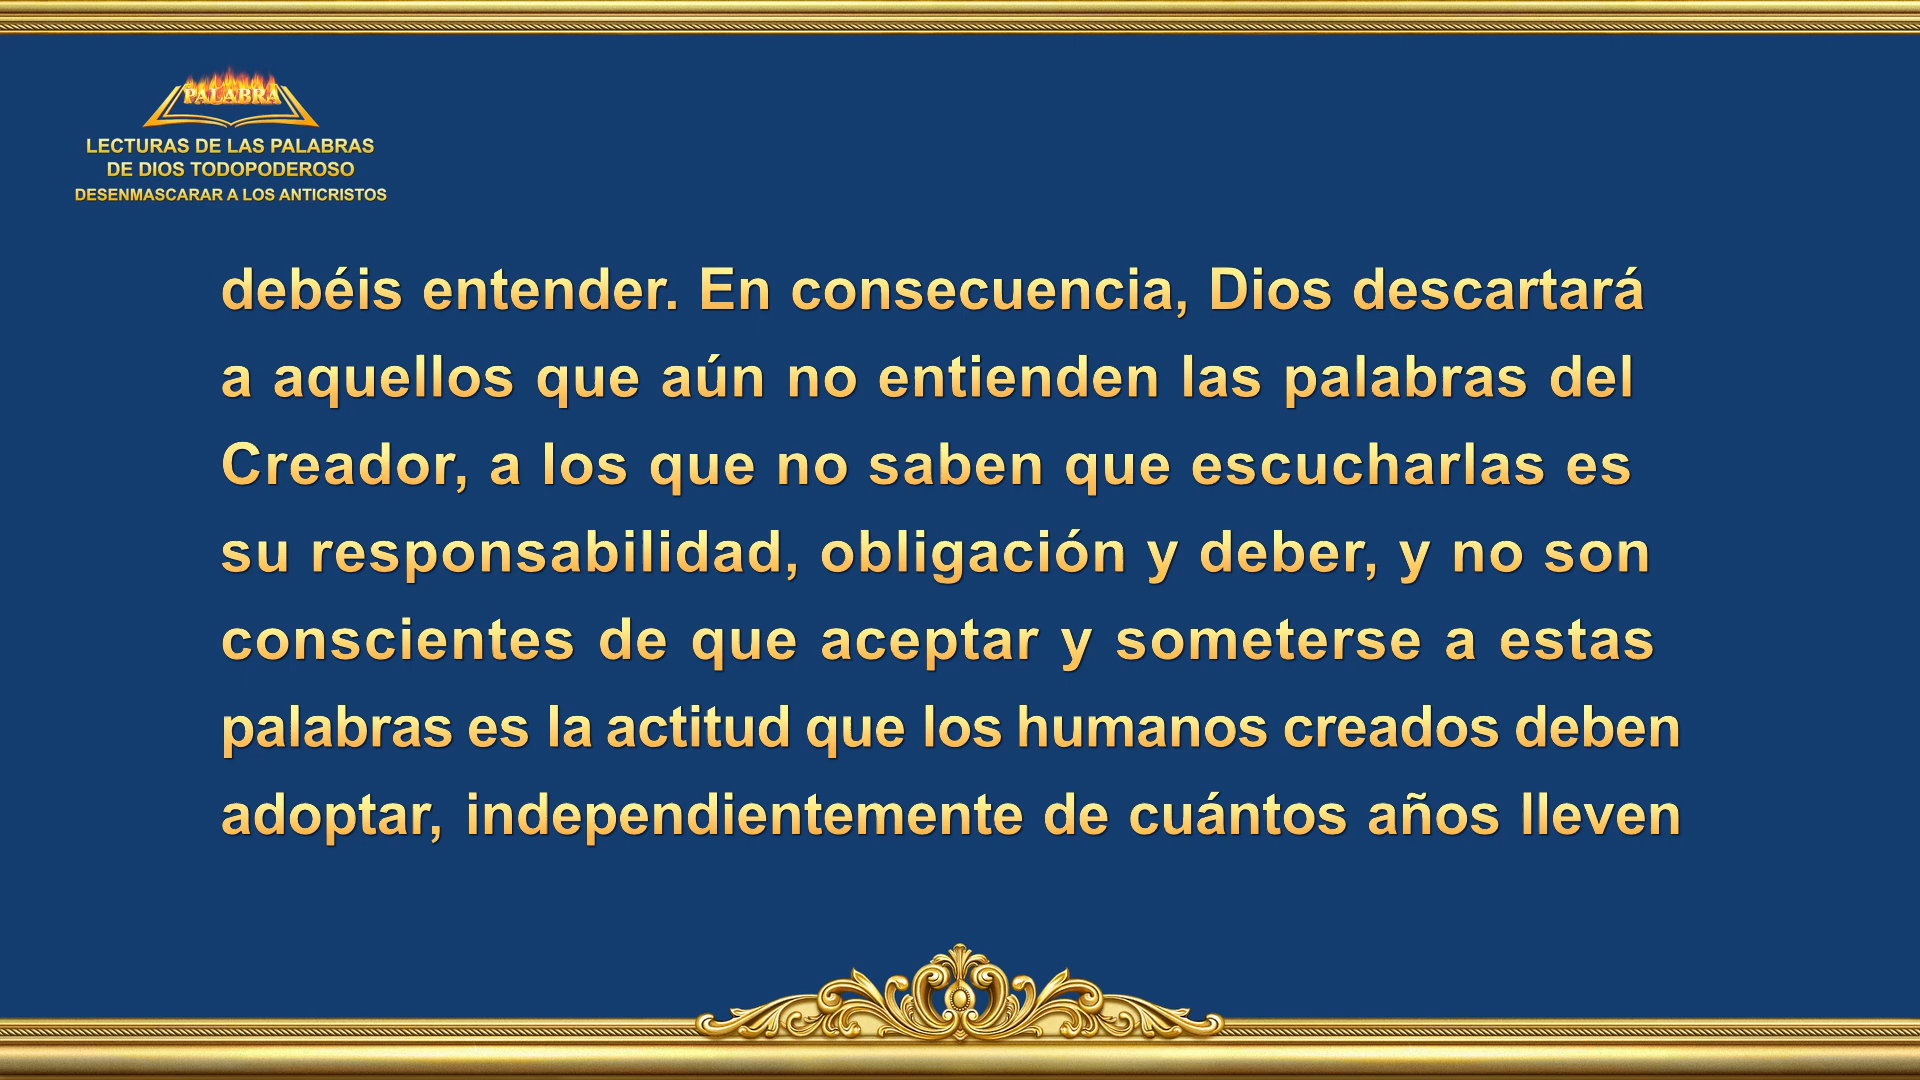 PALABRA
LECTURAS DE LAS PALABRAS
DE DIOS TODOPODEROSO
DESENMASCARAR A LOS ANTICRISTOS
debéis entender. En consecuencia, Dios descartará
a aquellos que aún no entienden las palabras del
Creador, a los que no saben que escucharlas es
su responsabilidad, obligación y deber, y no son
conscientes de que aceptar y someterse a estas
palabras es la actitud que los humanos creados deben
adoptar, independientemente de cuántos años lleven